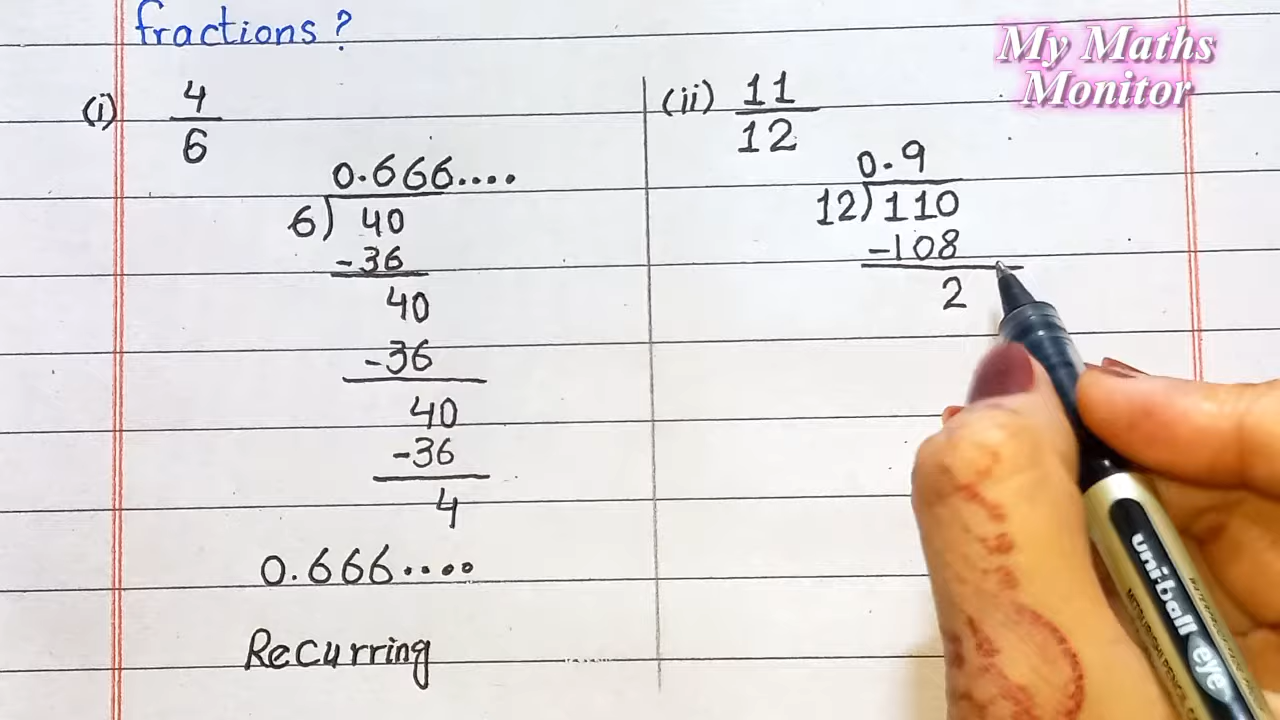 fractions?
My Maths
Monitor
(i) 4
6
0.666....
6) 40
-36
40
-36
40
-36
4
0.666....
Recurring
(ii) 11
12
0.9
12) 110
-108
2
uni-ball eye